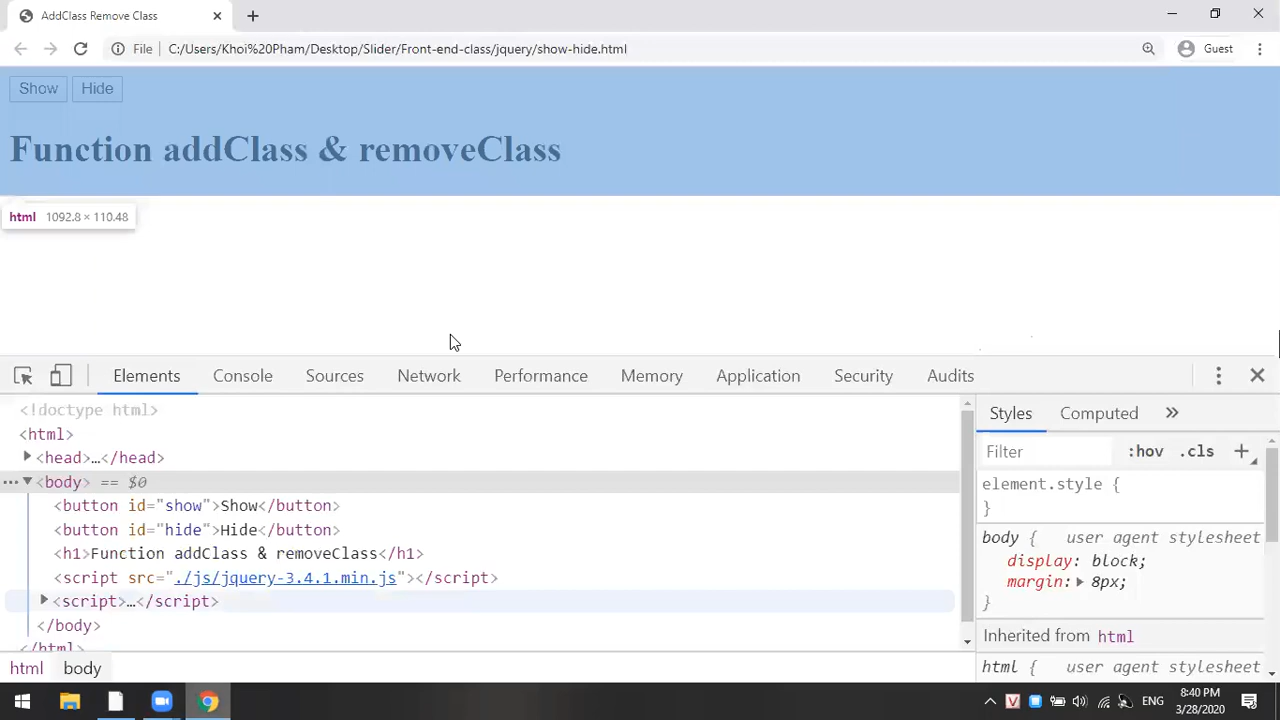 AddClass Remove Class
File C:/Users/Khoi%20Pham/Desktop/Slider/Front-end-class/jquery/show-hide.html Guest
Show Hide
Function addClass & removeClass
html 1092.8 × 110.48
Elements Console Sources Network Performance Memory Application Security Audits
<!doctype html>
<html>
<head>…</head>
<body> == $0
<button id="show">Show</button>
<button id="hide">Hide</button>
<h1>Function addClass & removeClass</h1>
<script src="./js/jquery-3.4.1.min.js"></script>
<script>…</script>
</body>
</html>
html body
Styles Computed »
Filter :hov .cls +
element.style {
}
body { user agent stylesheet
display: block;
margin: 8px;
}
Inherited from html
html { user agent stylesheet
ENG
8:40 PM
3/28/2020